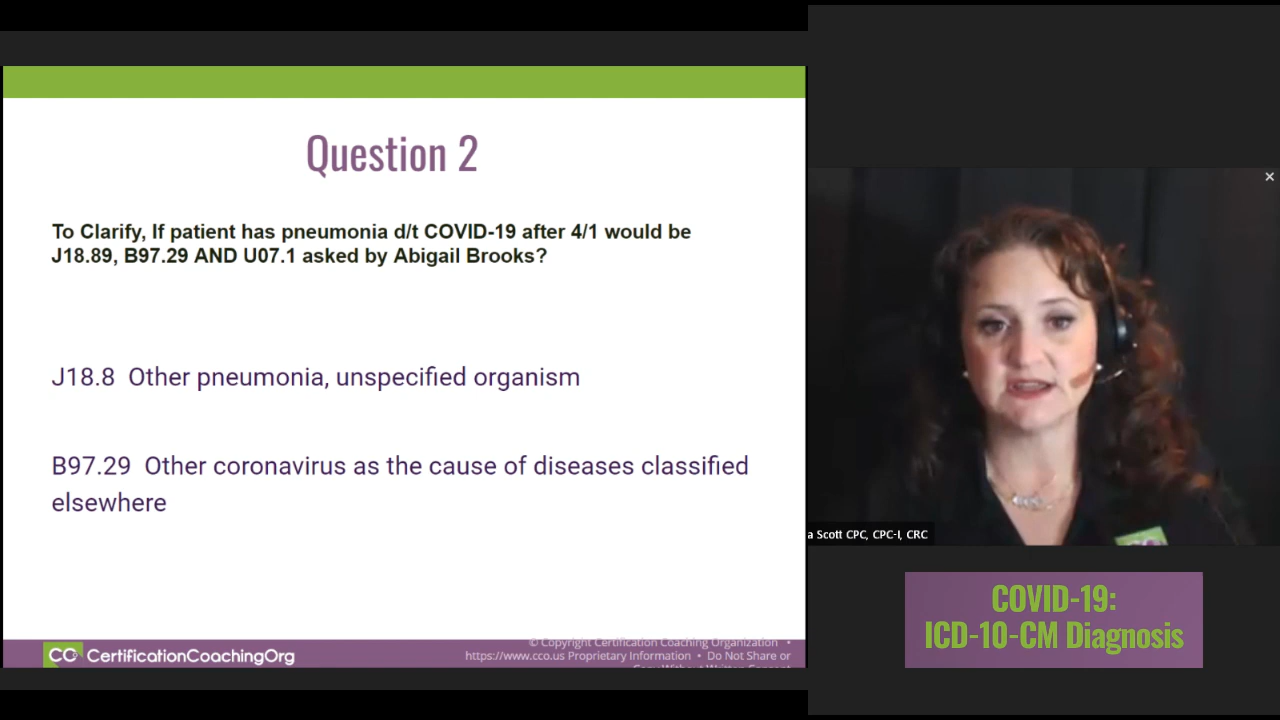 Question 2
To Clarify, If patient has pneumonia d/t COVID-19 after 4/1 would be
J18.89, B97.29 AND U07.1 asked by Abigail Brooks?
J18.8 Other pneumonia, unspecified organism
B97.29 Other coronavirus as the cause of diseases classified
elsewhere
CC CertificationCoachingOrg
© Copyright Certification Coaching Organization •
https://www.cco.us Proprietary Information • Do Not Share or
a Scott CPC, CPC-I, CRC
COVID-19:
ICD-10-CM Diagnosis